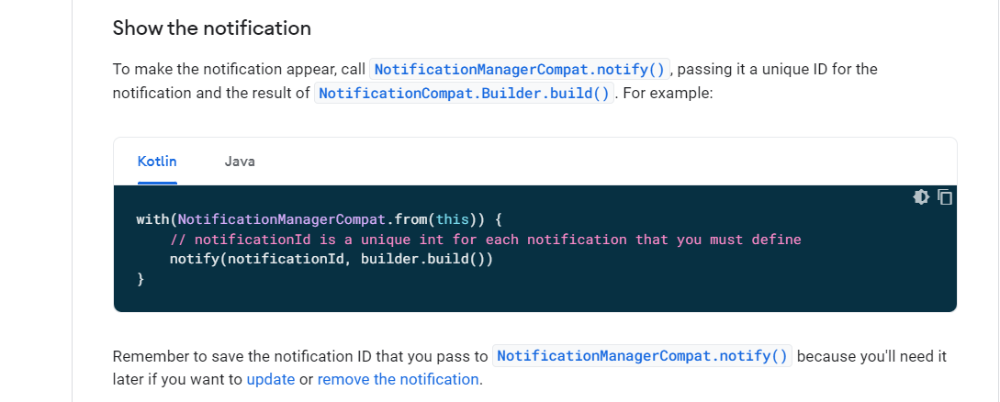 Show the notification
To make the notification appear, call NotificationManagerCompat.notify(), passing it a unique ID for the
notification and the result of NotificationCompat.Builder.build(). For example:
Kotlin Java
with(NotificationManagerCompat.from(this)) {
    // notificationId is a unique int for each notification that you must define
    notify(notificationId, builder.build())
}
Remember to save the notification ID that you pass to NotificationManagerCompat.notify() because you'll need it
later if you want to update or remove the notification.